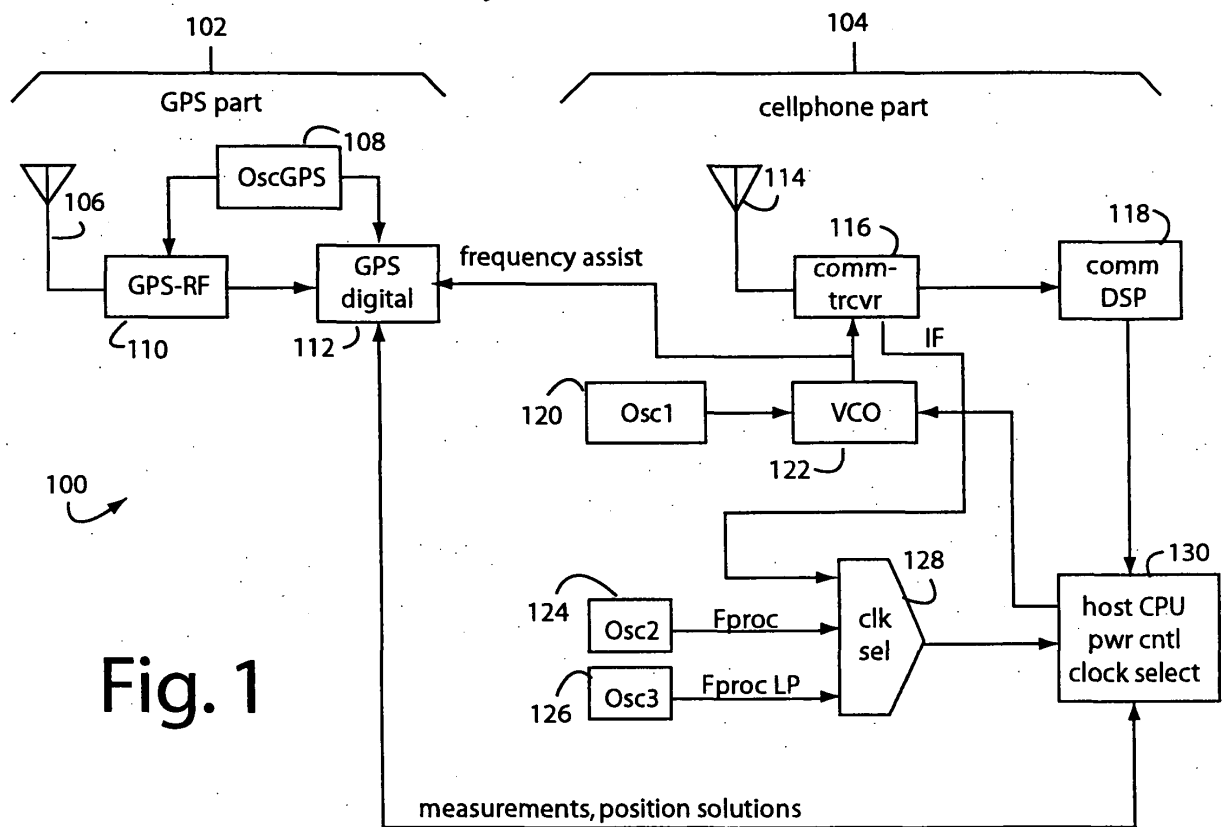 102
104
GPS part
cellphone part
108
OscGPS
106
114
116
118
GPS-RF
GPS
digital
frequency assist
comm-
trcvr
comm
DSP
110
112
IF
120
Osc1
VCO
122
100
124
128
130
Osc2
Fproc
clk
sel
host CPU
pwr cntl
clock select
126
Osc3
Fproc LP
Fig. 1
measurements, position solutions